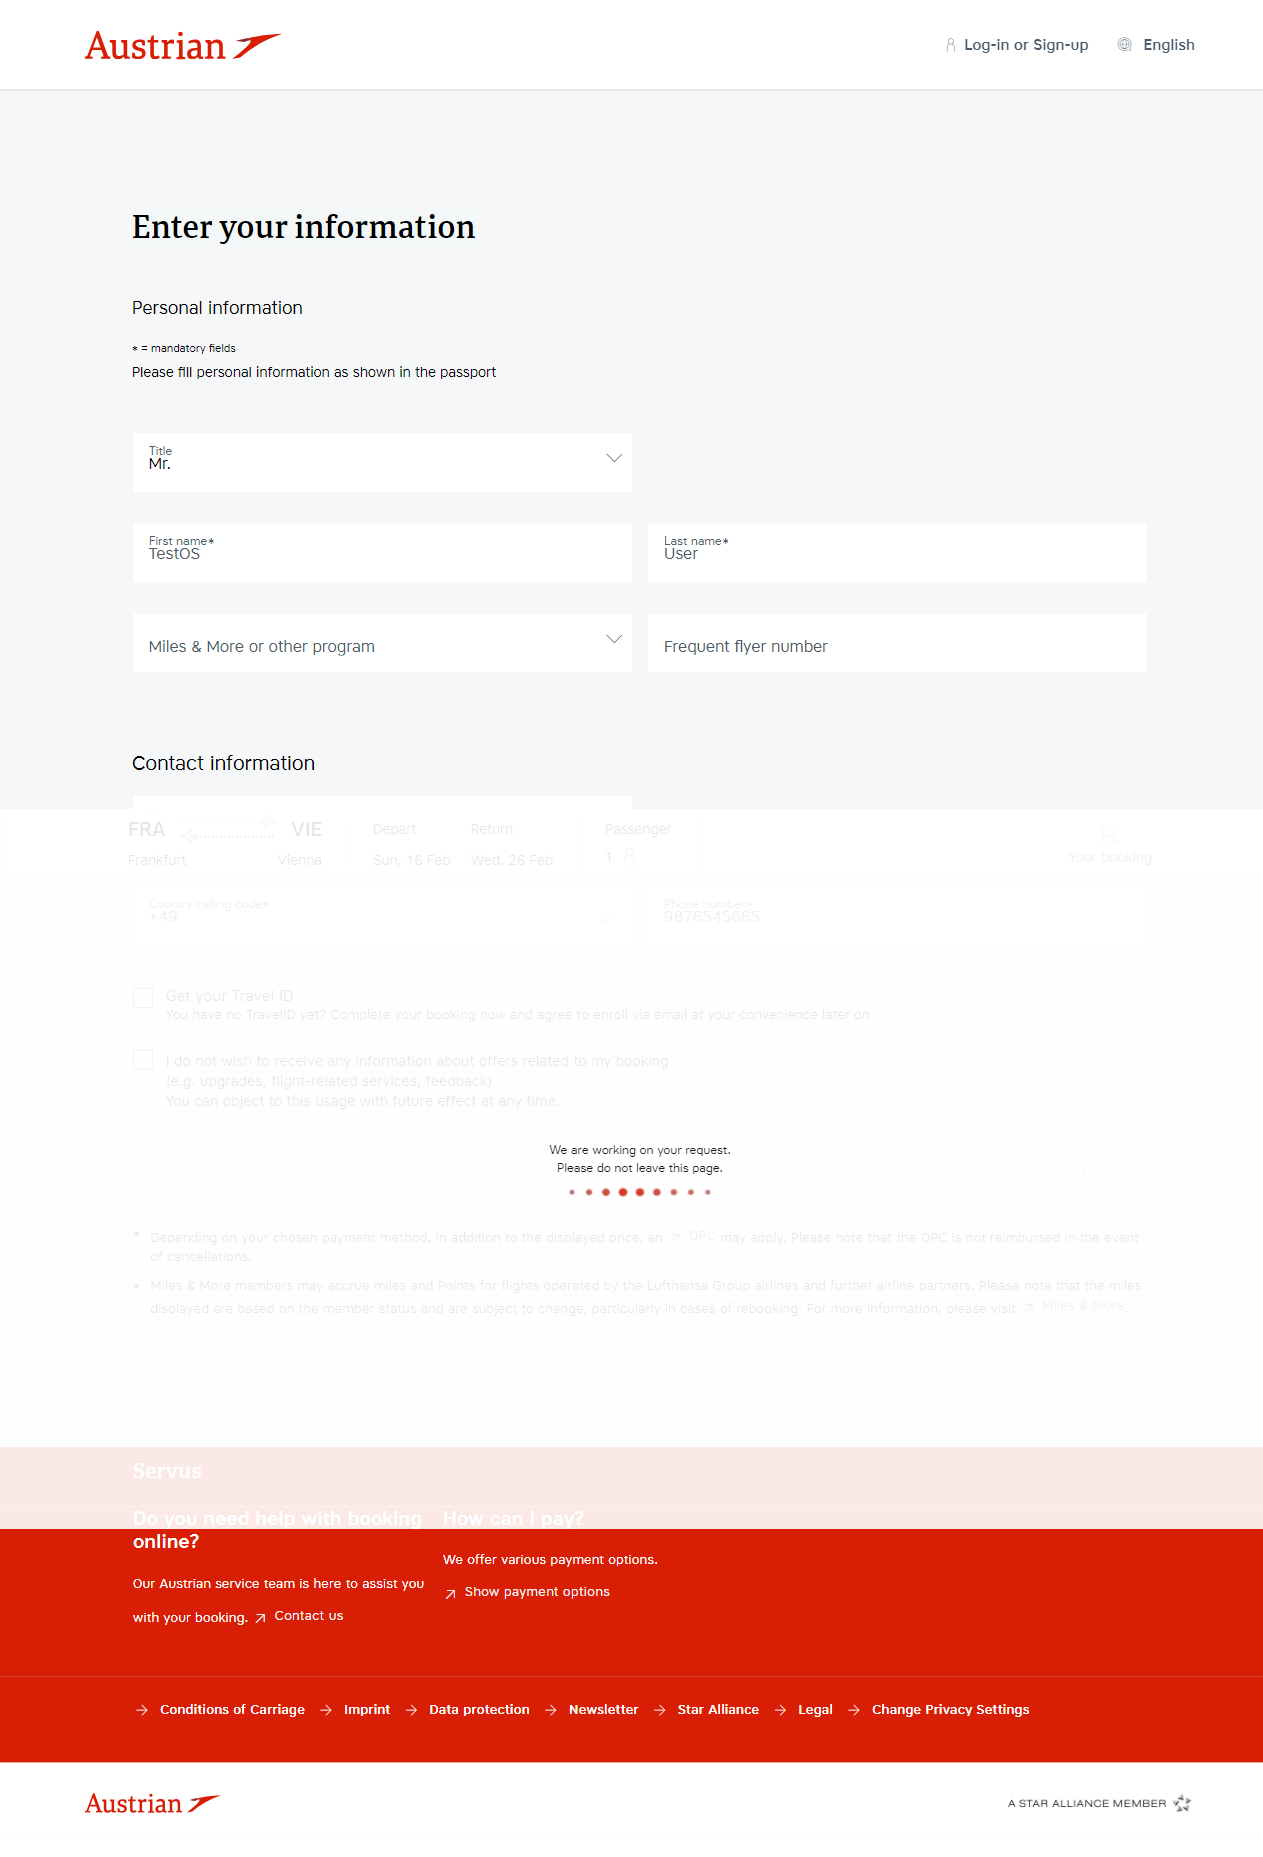 Austrian
Log-in or Sign-up
English
Enter your information
Personal information
* = mandatory fields
Please fill personal information as shown in the passport
Title
Mr.
First name*
TestOS
Last name*
User
Miles & More or other program
Frequent flyer number
Contact information
FRA
VIE
Depart
Return
Passenger
Frankfurt
Vienna
Sun, 16 Feb
Wed, 26 Feb
1
Your booking
Country calling code*
+49
Phone number*
9876545665
Get your Travel ID
You have no TravelID yet? Complete your booking now and agree to enroll via email at your convenience later on
I do not wish to receive any information about offers related to my booking
(e.g. upgrades, flight-related services, feedback)
You can object to this usage with future effect at any time.
We are working on your request.
Please do not leave this page.
CONFIRM
* Depending on your chosen payment method, in addition to the displayed price, an OPC may apply. Please note that the OPC is not reimbursed in the event
of cancellations.
* Miles & More members may accrue miles and Points for flights operated by the Lufthansa Group airlines and further airline partners. Please note that the miles
displayed are based on the member status and are subject to change, particularly in cases of rebooking. For more information, please visit Miles & More.
Servus
Do you need help with booking
online?
Our Austrian service team is here to assist you
with your booking. Contact us
How can I pay?
We offer various payment options.
Show payment options
Conditions of Carriage
Imprint
Data protection
Newsletter
Star Alliance
Legal
Change Privacy Settings
Austrian
A STAR ALLIANCE MEMBER